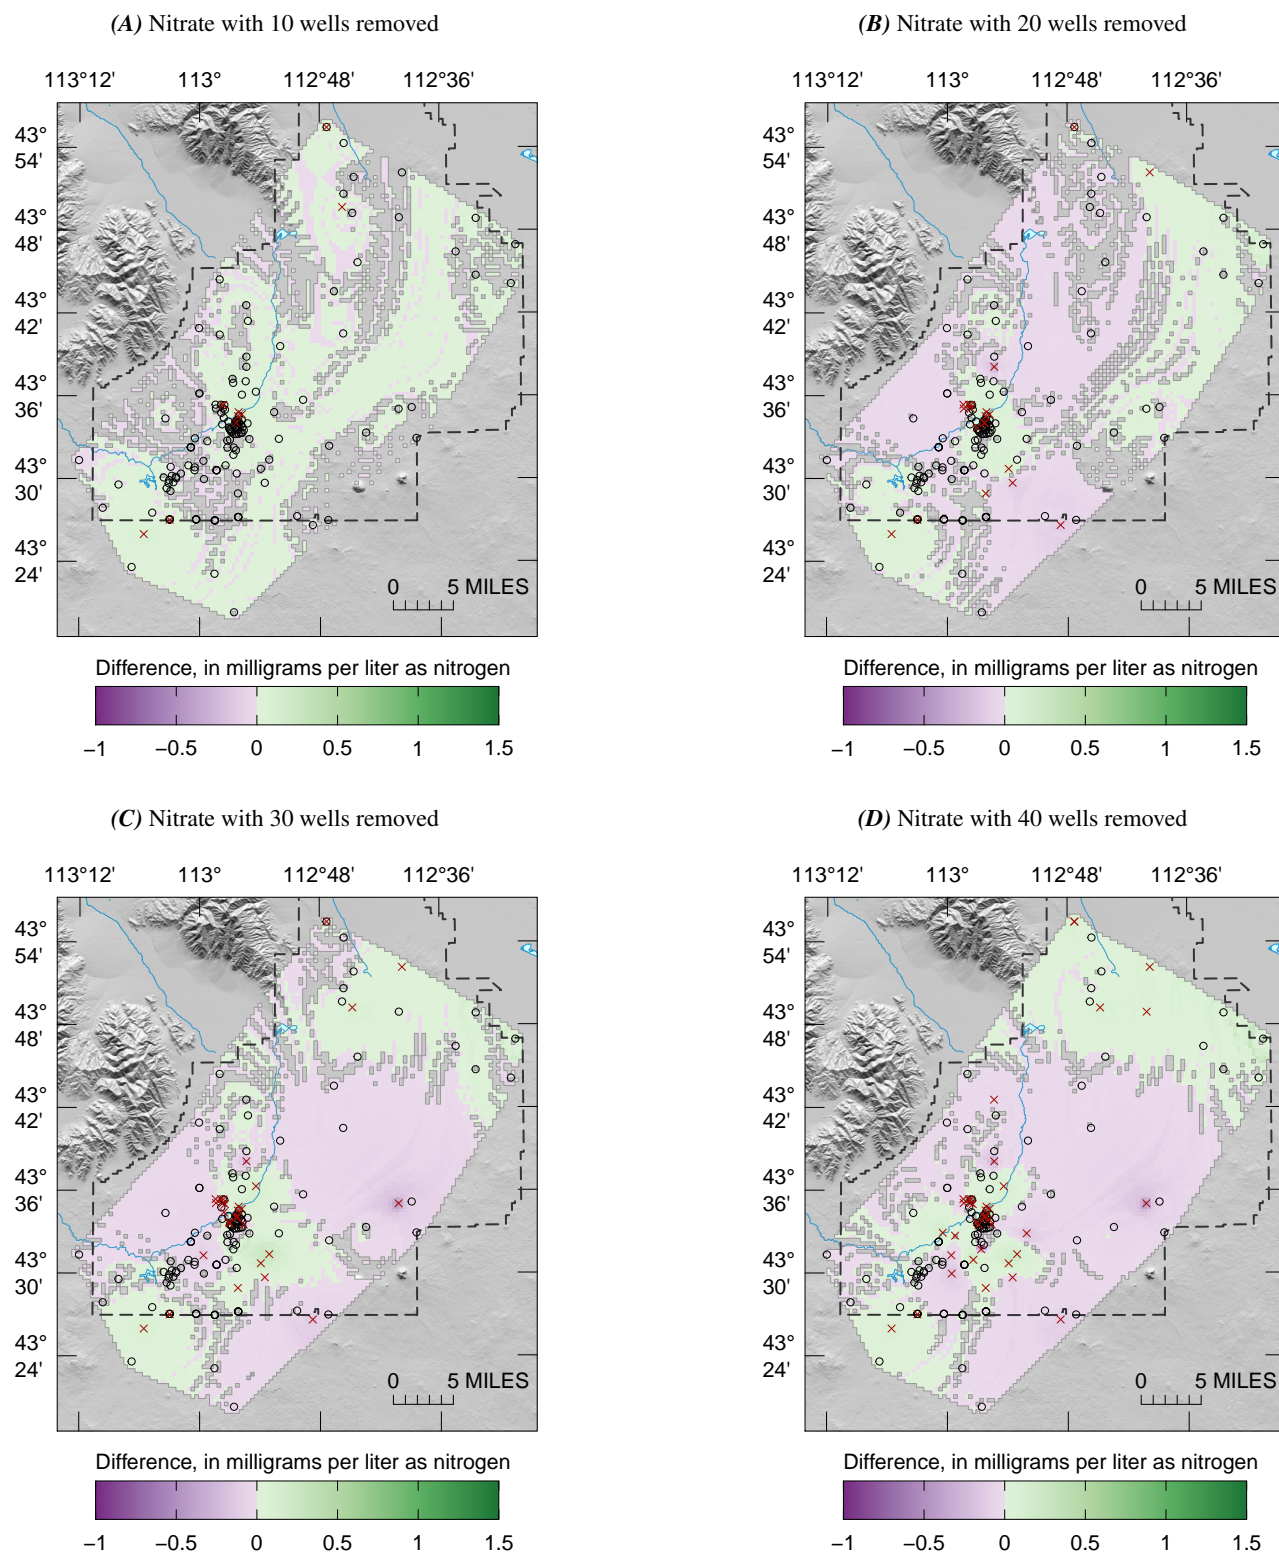 (A) Nitrate with 10 wells removed
113°12' 113° 112°48' 112°36'
43°
54'
43°
48'
43°
42'
43°
36'
43°
30'
43°
24'
0 5 MILES
Difference, in milligrams per liter as nitrogen
−1 −0.5 0 0.5 1 1.5
(B) Nitrate with 20 wells removed
113°12' 113° 112°48' 112°36'
43°
54'
43°
48'
43°
42'
43°
36'
43°
30'
43°
24'
0 5 MILES
Difference, in milligrams per liter as nitrogen
−1 −0.5 0 0.5 1 1.5
(C) Nitrate with 30 wells removed
113°12' 113° 112°48' 112°36'
43°
54'
43°
48'
43°
42'
43°
36'
43°
30'
43°
24'
0 5 MILES
Difference, in milligrams per liter as nitrogen
−1 −0.5 0 0.5 1 1.5
(D) Nitrate with 40 wells removed
113°12' 113° 112°48' 112°36'
43°
54'
43°
48'
43°
42'
43°
36'
43°
30'
43°
24'
0 5 MILES
Difference, in milligrams per liter as nitrogen
−1 −0.5 0 0.5 1 1.5